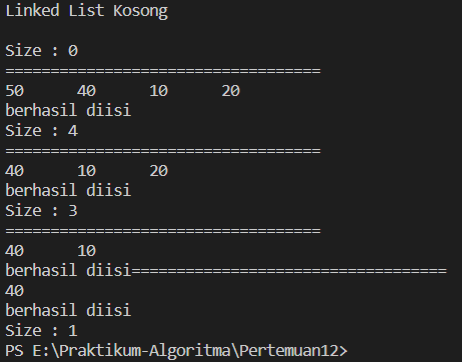 Linked List Kosong
Size : 0
===================================
50 40 10 20
berhasil diisi
Size : 4
===================================
40 10 20
berhasil diisi
Size : 3
===================================
40 10
berhasil diisi===================================
40
berhasil diisi
Size : 1
PS E:\Praktikum-Algoritma\Pertemuan12>